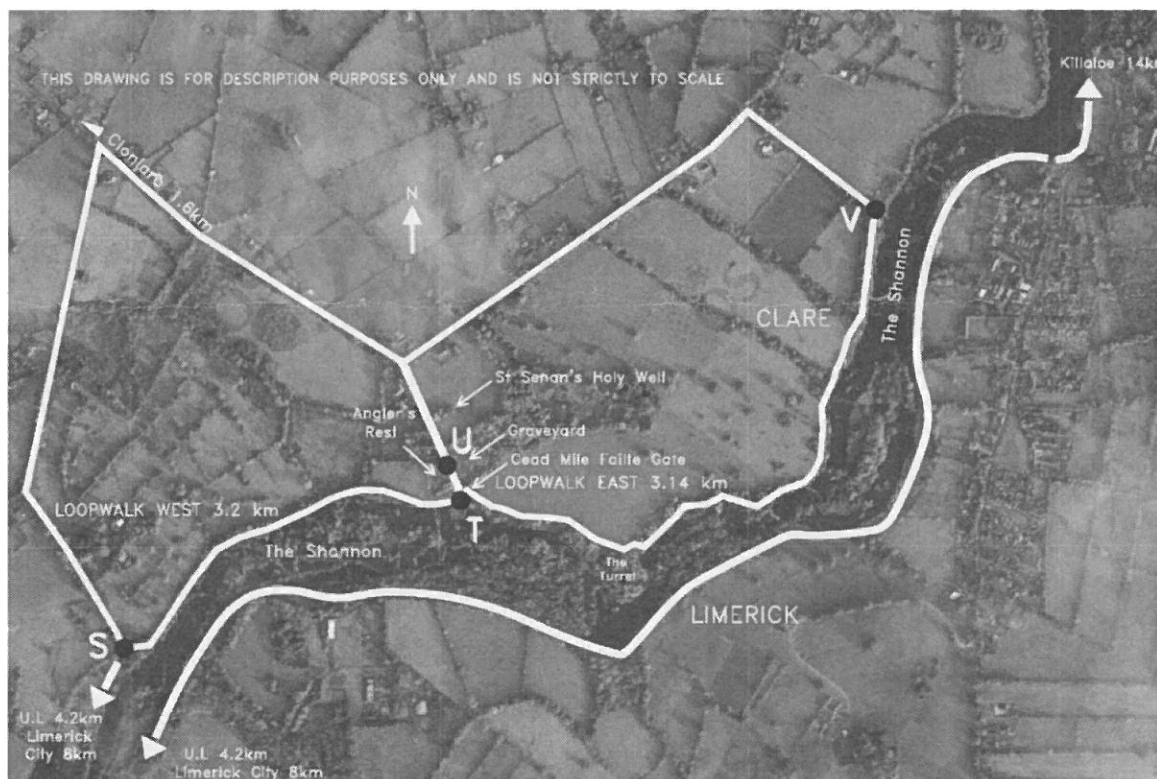 THIS DRAWING IS FOR DESCRIPTION PURPOSES ONLY AND IS NOT STRICTLY TO SCALE
Killaloe 14km
Clonlara 1.6km
N
V
The Shannon
CLARE
St Senan's Holy Well
Angler's
Rest
U
Graveyard
Cead Mile Failte Gate
LOOPWALK EAST 3.14 km
LOOPWALK WEST 3.2 km
T
The Shannon
The
Turret
LIMERICK
S
U.L 4.2km
Limerick
City 8km
U.L 4.2km
Limerick City 8km